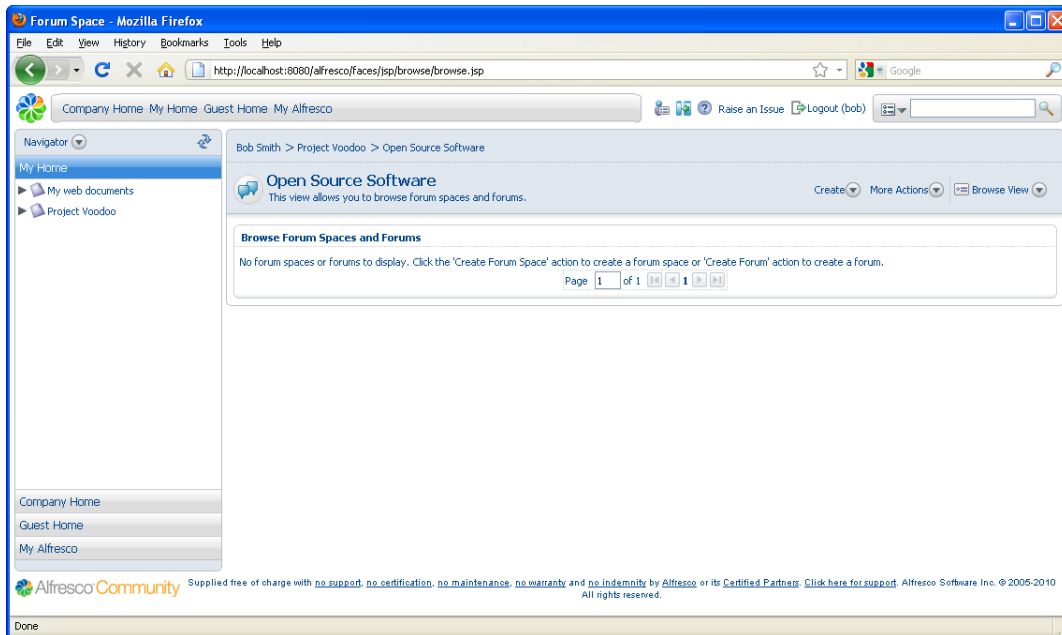 Forum Space - Mozilla Firefox
File Edit View History Bookmarks Tools Help
http://localhost:8080/alfresco/faces/jsp/browse/browse.jsp
Google
Company Home My Home Guest Home My Alfresco
Raise an Issue Logout (bob)
Navigator
My Home
My web documents
Project Voodoo
Bob Smith > Project Voodoo > Open Source Software
Open Source Software
This view allows you to browse forum spaces and forums.
Create More Actions Browse View
Browse Forum Spaces and Forums
No forum spaces or forums to display. Click the 'Create Forum Space' action to create a forum space or 'Create Forum' action to create a forum.
Page 1 of 1 1
Company Home
Guest Home
My Alfresco
Alfresco Community
Supplied free of charge with no support, no certification, no maintenance, no warranty and no indemnity by Alfresco or its Certified Partners. Click here for support. Alfresco Software Inc. © 2005-2010
All rights reserved.
Done